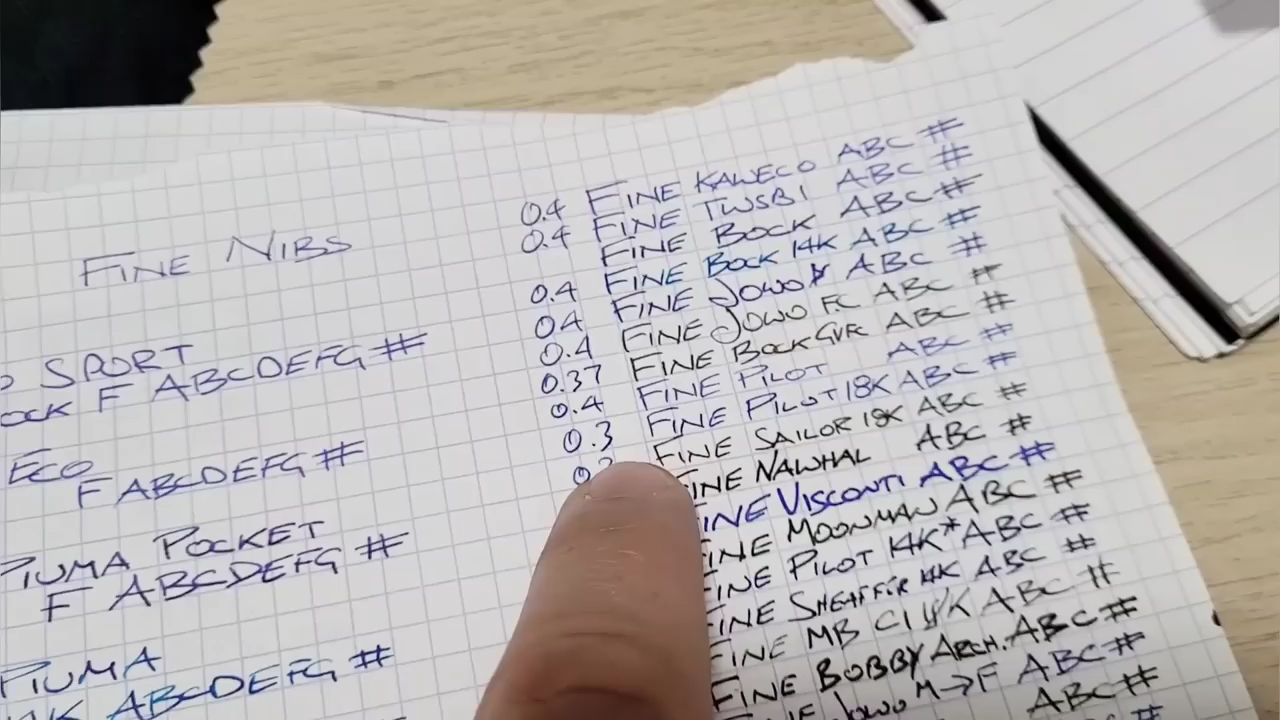 FINE NIBS
SPORT
OCK F ABCDEFG #
ECO
F ABCDEFG #
PIUMA POCKET
F ABCDEFG #
PIUMA
ABCDEFG #
0.4 FINE KAWECO ABC #
0.4 FINE TWSBI ABC #
FINE BOCK ABC #
0.4 FINE BOCK 14K ABC #
0.4 FINE JOWO ABC #
0.4 FINE JOWO F.C ABC #
0.37 FINE BOCK GVR ABC #
0.4 FINE PILOT ABC #
0.3 FINE PILOT 18K ABC #
FINE SAILOR 18K ABC #
FINE NAWHAL ABC #
INE VISCONTI ABC #
INE MOONMAN ABC #
FINE PILOT 14K* ABC #
FINE SHEAFFER 14K ABC #
FINE MB ABC #
FINE BOBBY ARCH. ABC #
FINE JOWO M→F ABC #
ABC #
#